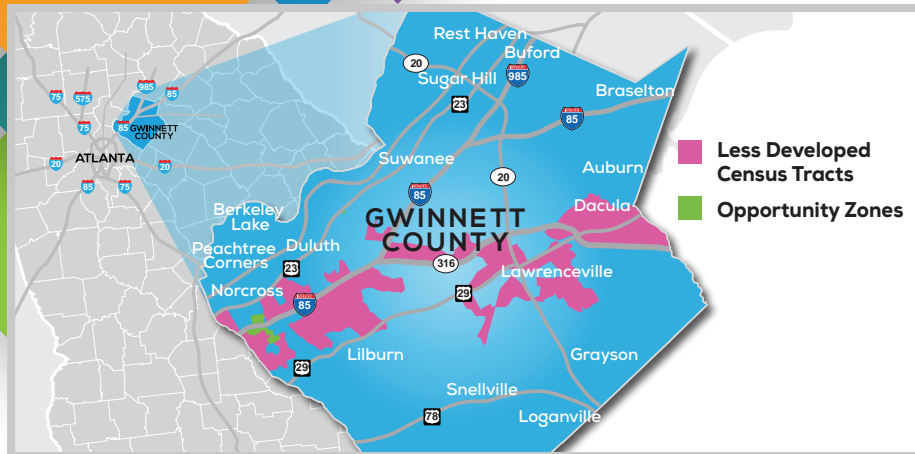 75
575
985
85
75
85
GWINNETT
COUNTY
20
ATLANTA
20
85
75
Rest Haven
Buford
20
985
Sugar Hill
23
Braselton
85
Suwanee
20
Auburn
85
Berkeley
Lake
GWINNETT
COUNTY
Dacula
Peachtree
Corners
Duluth
23
316
Lawrenceville
Norcross
85
29
Lilburn
29
Grayson
Snellville
78
Loganville
Less Developed
Census Tracts
Opportunity Zones